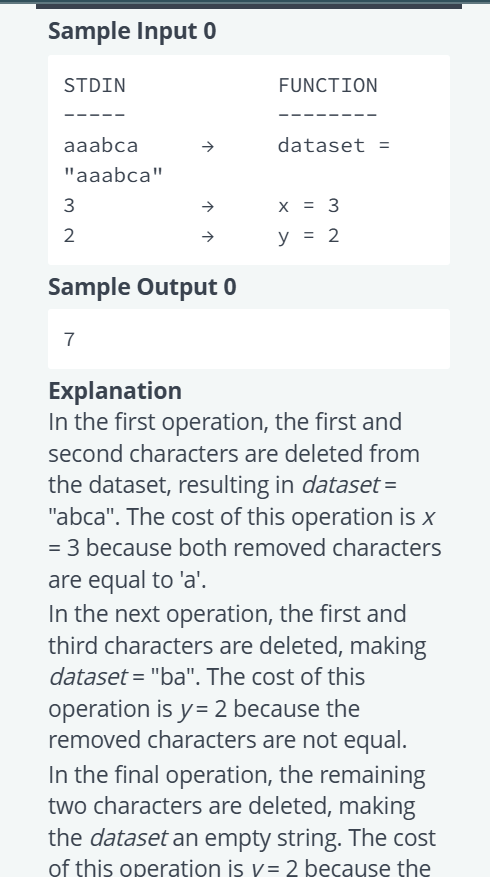 Sample Input 0
STDIN FUNCTION
----- --------
aaabca → dataset =
"aaabca"
3 → x = 3
2 → y = 2
Sample Output 0
7
Explanation
In the first operation, the first and
second characters are deleted from
the dataset, resulting in dataset =
"abca". The cost of this operation is x
= 3 because both removed characters
are equal to 'a'.
In the next operation, the first and
third characters are deleted, making
dataset = "ba". The cost of this
operation is y = 2 because the
removed characters are not equal.
In the final operation, the remaining
two characters are deleted, making
the dataset an empty string. The cost
of this operation is y = 2 because the